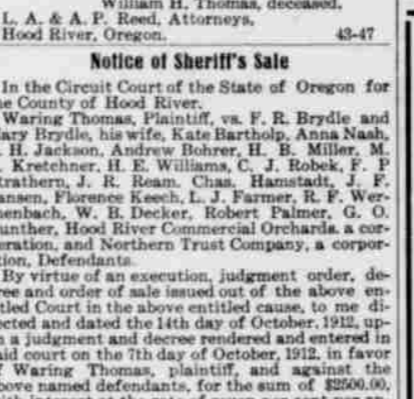 William H. Thomas, deceased.
L. A. & A. P. Reed, Attorneys,
Hood River, Oregon. 43-47
Notice of Sheriff's Sale
In the Circuit Court of the State of Oregon for
he County of Hood River.
Waring Thomas, Plaintiff, vs. F. R. Brydle and
ary Brydle, his wife, Kate Bartholp, Anna Nash,
H. Jackson, Andrew Bohrer, H. B. Miller, M.
. Kretchner, H. E. Williams, C. J. Robek, F. P
trathern, J. R. Ream. Chas. Hamstadt, J. F.
ansen, Florence Keech, L. J. Farmer, R. F. Wer-
enbach, W. B. Decker, Robert Palmer, G. O.
unther, Hood River Commercial Orchards, a cor-
oration, and Northern Trust Company, a corpor-
tion, Defendants.
By virtue of an execution, judgment order, de-
ree and order of sale issued out of the above en-
itled Court in the above entitled cause, to me di-
ected and dated the 14th day of October, 1912, up-
n a judgment and decree rendered and entered in
aid court on the 7th day of October, 1912, in favor
f Waring Thomas, plaintiff, and against the
bove named defendants, for the sum of $2500.00,